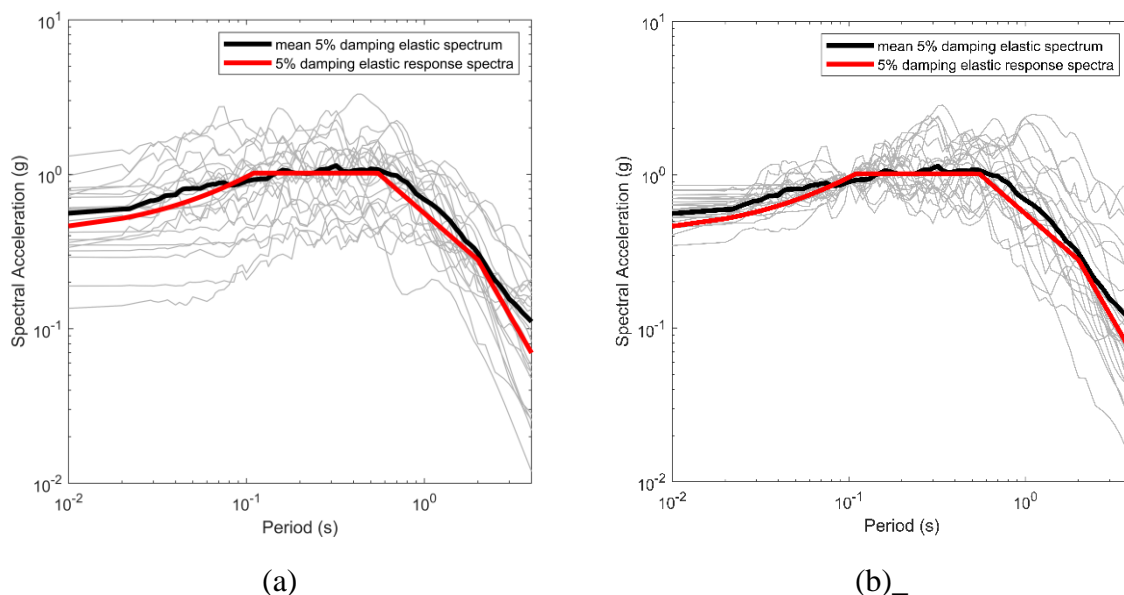 10^1
mean 5% damping elastic spectrum
5% damping elastic response spectra
10^0
Spectral Acceleration (g)
10^-1
10^-2
10^-2
10^-1
10^0
Period (s)
(a)
10^1
mean 5% damping elastic spectrum
5% damping elastic response spectra
10^0
Spectral Acceleration (g)
10^-1
10^-2
10^-2
10^-1
10^0
Period (s)
(b)_